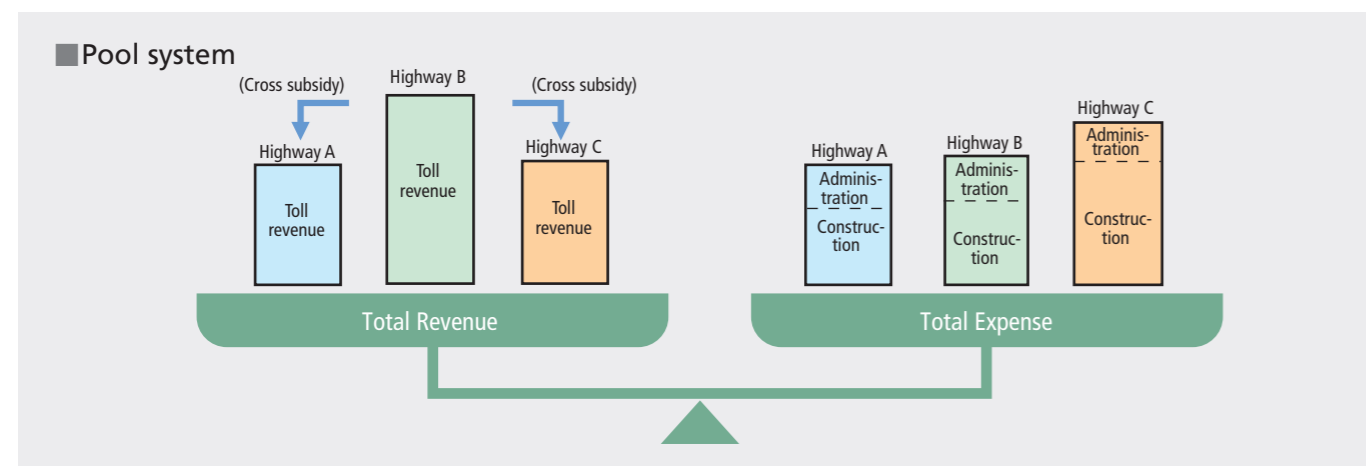 ■Pool system
(Cross subsidy)
Highway B
(Cross subsidy)
Highway A
Highway C
Toll
revenue
Toll
revenue
Toll
revenue
Total Revenue
Highway A
Highway B
Highway C
Adminis-
tration
Construc-
tion
Adminis-
tration
Construc-
tion
Adminis-
tration
Construc-
tion
Total Expense